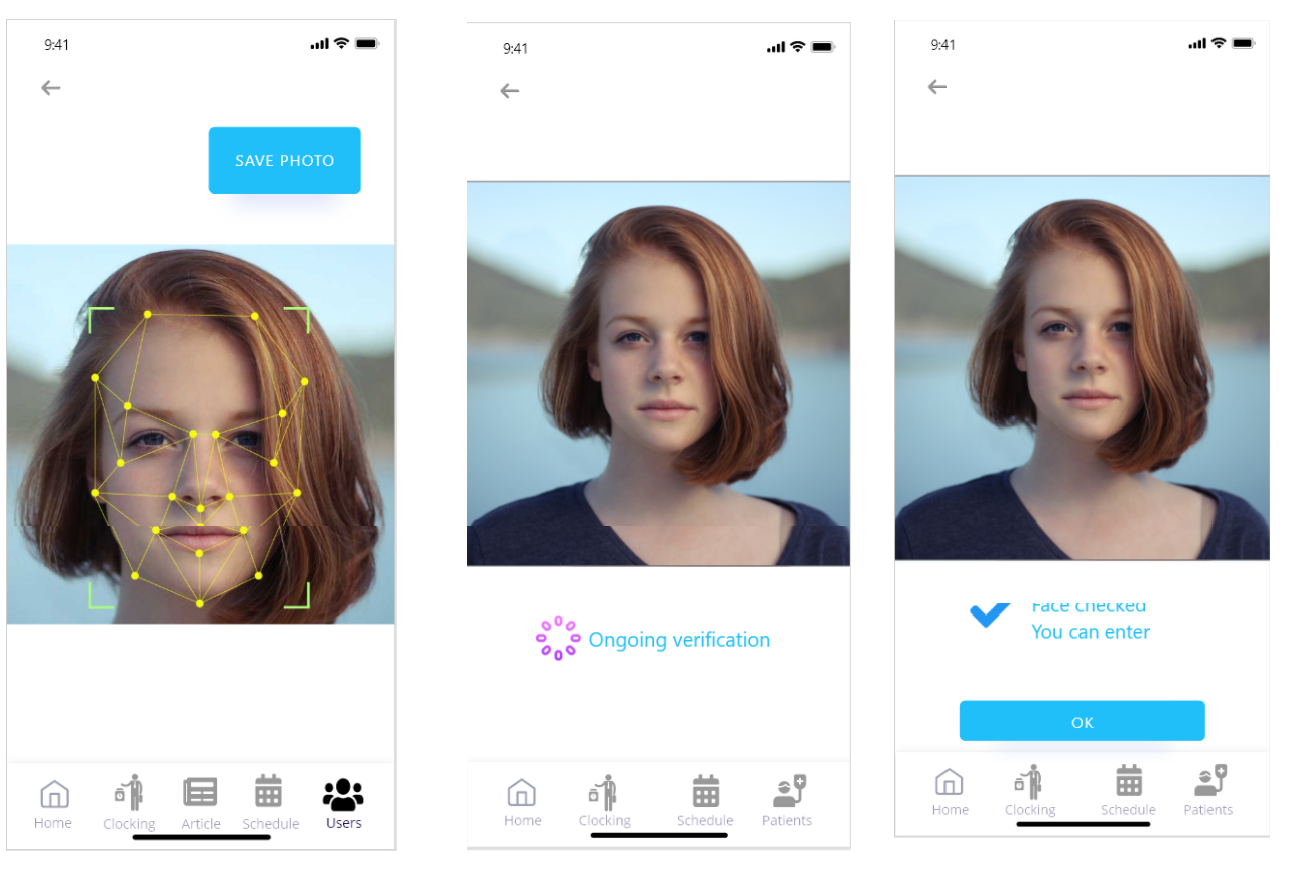 9:41
SAVE PHOTO
Home Clocking Article Schedule Users
9:41
Ongoing verification
Home Clocking Schedule Patients
9:41
Face checked
You can enter
OK
Home Clocking Schedule Patients